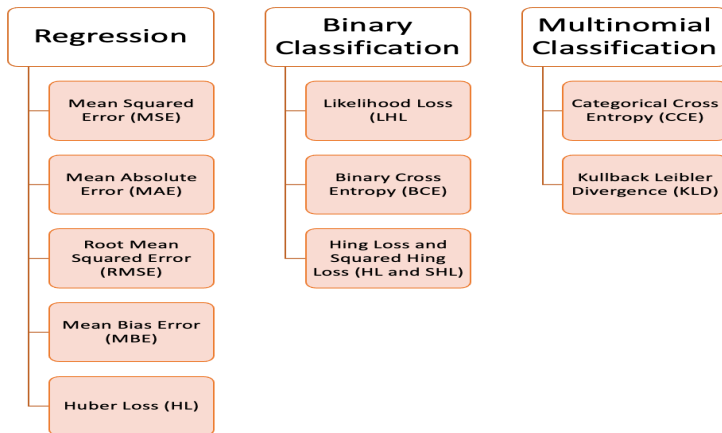 Regression
Mean Squared
Error (MSE)
Mean Absolute
Error (MAE)
Root Mean
Squared Error
(RMSE)
Mean Bias Error
(MBE)
Huber Loss (HL)
Binary
Classification
Likelihood Loss
(LHL
Binary Cross
Entropy (BCE)
Hing Loss and
Squared Hing
Loss (HL and SHL)
Multinomial
Classification
Categorical Cross
Entropy (CCE)
Kullback Leibler
Divergence (KLD)